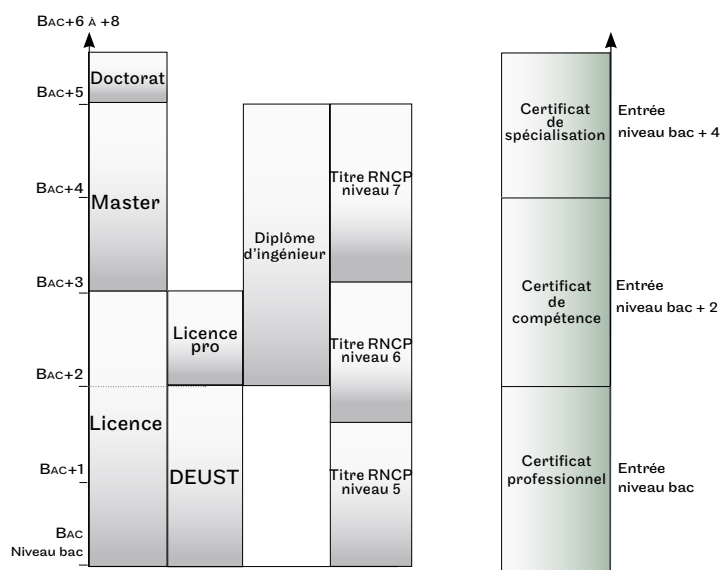 BAC+6 À +8
Doctorat
BAC+5
BAC+4
Master
BAC+3
Licence
pro
BAC+2
Licence
DEUST
BAC+1
BAC
Niveau bac
Diplôme
d’ingénieur
Titre RNCP
niveau 7
Titre RNCP
niveau 6
Titre RNCP
niveau 5
Certificat
de
spécialisation
Entrée
niveau bac + 4
Certificat
de
compétence
Entrée
niveau bac + 2
Certificat
professionnel
Entrée
niveau bac